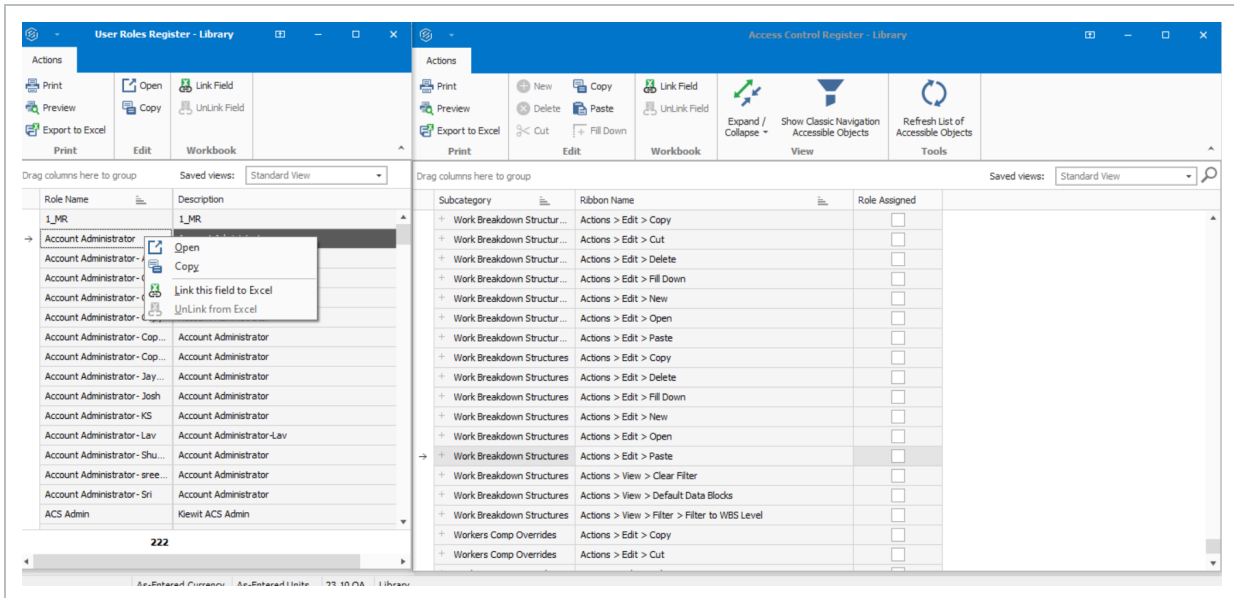 User Roles Register - Library
Actions
Print
Preview
Export to Excel
Print
Open
Copy
Edit
Link Field
UnLink Field
Workbook
Drag columns here to group
Saved views:
Standard View
Role Name
Description
1_MR
1_MR
Account Administrator
Account Administrator-
Account Administrator-
Account Administrator-
Account Administrator-
Account Administrator- Cop...
Account Administrator
Account Administrator- Cop...
Account Administrator
Account Administrator- Jay...
Account Administrator
Account Administrator- Josh
Account Administrator
Account Administrator- KS
Account Administrator
Account Administrator- Lav
Account Administrator-Lav
Account Administrator- Shu...
Account Administrator
Account Administrator- sree...
Account Administrator
Account Administrator- Sri
Account Administrator
ACS Admin
Kiewit ACS Admin
222
Open
Copy
Link this field to Excel
UnLink from Excel
Access Control Register - Library
Actions
Print
Preview
Export to Excel
Print
New
Delete
Cut
Copy
Paste
Fill Down
Edit
Link Field
UnLink Field
Workbook
Expand /
Collapse
Show Classic Navigation
Accessible Objects
View
Refresh List of
Accessible Objects
Tools
Drag columns here to group
Saved views:
Standard View
Subcategory
Ribbon Name
Role Assigned
Work Breakdown Structur... Actions > Edit > Copy
Work Breakdown Structur... Actions > Edit > Cut
Work Breakdown Structur... Actions > Edit > Delete
Work Breakdown Structur... Actions > Edit > Fill Down
Work Breakdown Structur... Actions > Edit > New
Work Breakdown Structur... Actions > Edit > Open
Work Breakdown Structur... Actions > Edit > Paste
Work Breakdown Structures Actions > Edit > Copy
Work Breakdown Structures Actions > Edit > Delete
Work Breakdown Structures Actions > Edit > Fill Down
Work Breakdown Structures Actions > Edit > New
Work Breakdown Structures Actions > Edit > Open
Work Breakdown Structures Actions > Edit > Paste
Work Breakdown Structures Actions > View > Clear Filter
Work Breakdown Structures Actions > View > Default Data Blocks
Work Breakdown Structures Actions > View > Filter > Filter to WBS Level
Workers Comp Overrides Actions > Edit > Copy
Workers Comp Overrides Actions > Edit > Cut
As-Entered Currency As-Entered Units 23.10 QA Library